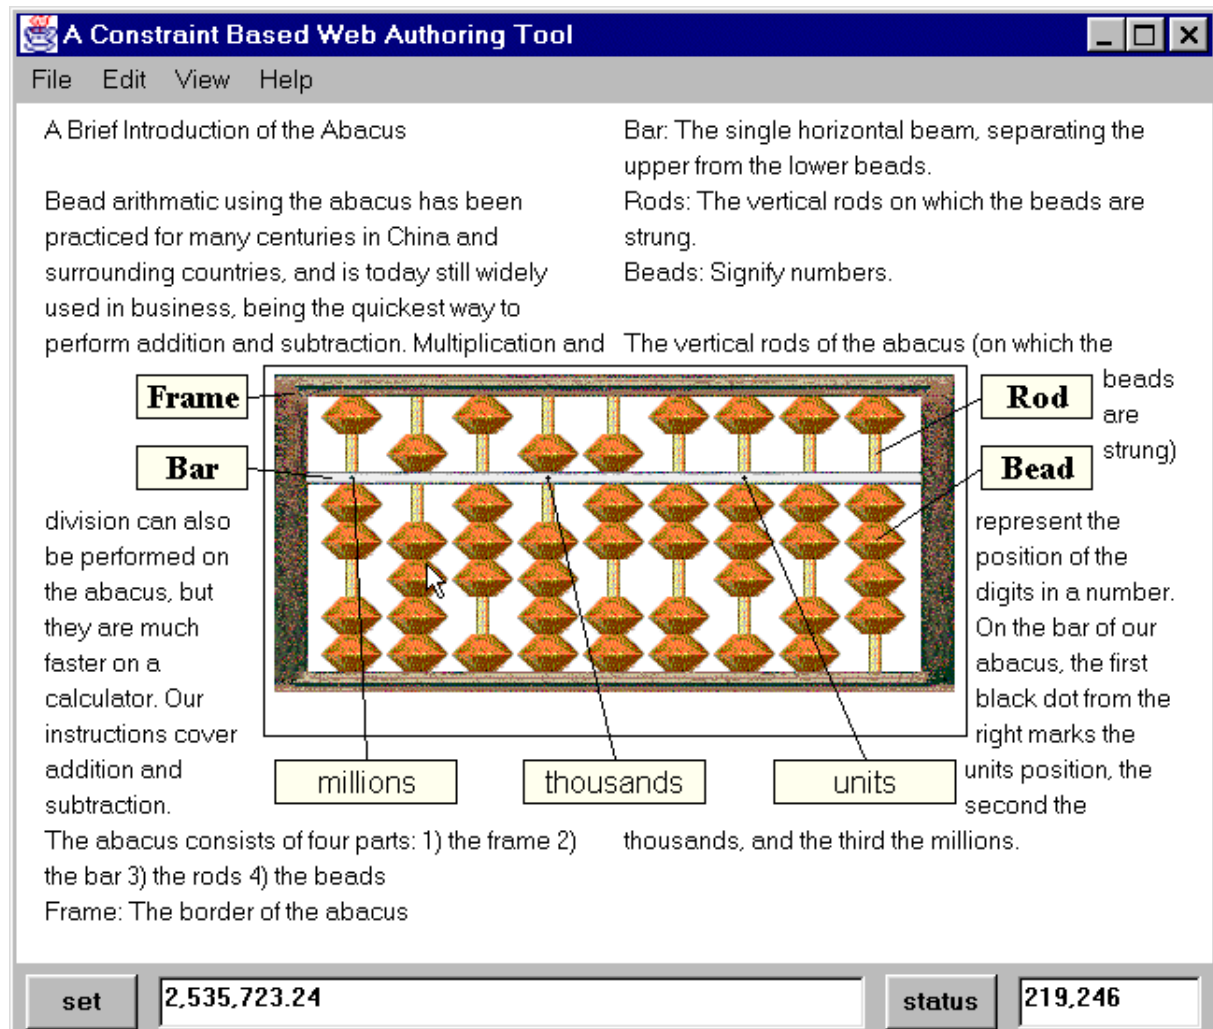 A Constraint Based Web Authoring Tool
File Edit View Help
A Brief Introduction of the Abacus
Bead arithmatic using the abacus has been
practiced for many centuries in China and
surrounding countries, and is today still widely
used in business, being the quickest way to
perform addition and subtraction. Multiplication and
division can also
be performed on
the abacus, but
they are much
faster on a
calculator. Our
instructions cover
addition and
subtraction.
The abacus consists of four parts: 1) the frame 2)
the bar 3) the rods 4) the beads
Frame: The border of the abacus
Bar: The single horizontal beam, separating the
upper from the lower beads.
Rods: The vertical rods on which the beads are
strung.
Beads: Signify numbers.
The vertical rods of the abacus (on which the
beads
are
strung)
represent the
position of the
digits in a number.
On the bar of our
abacus, the first
black dot from the
right marks the
units position, the
second the
thousands, and the third the millions.
Frame
Bar
Rod
Bead
millions
thousands
units
set
2,535,723.24
status
219,246